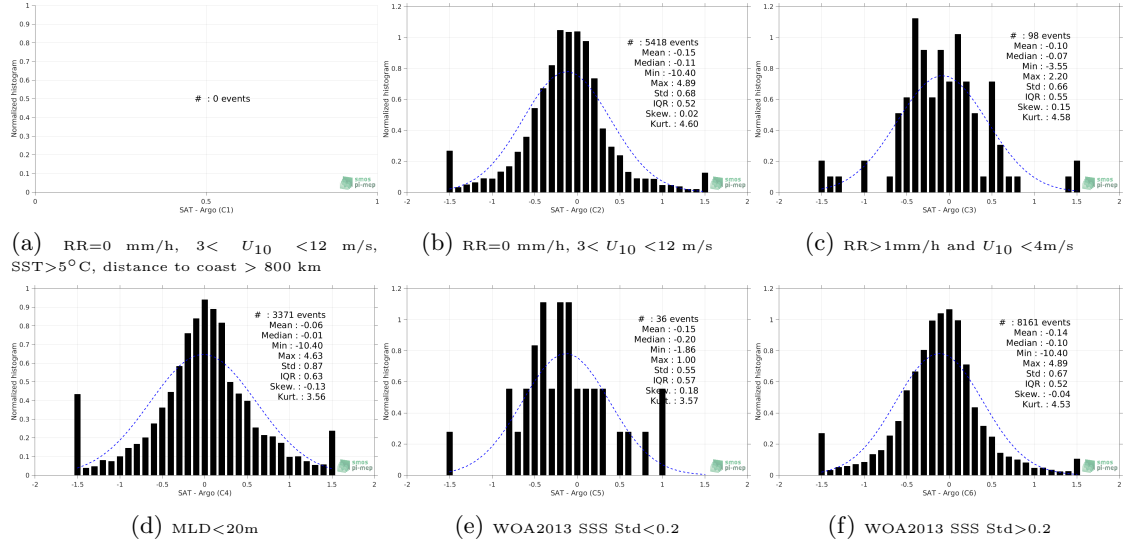 # : 0 events
Normalized histogram
0
0.1
0.2
0.3
0.4
0.5
0.6
0.7
0.8
0.9
1
0
0.5
1
SAT - Argo (C1)
smos
pi-mep
(a) RR=0 mm/h, 3< U10 <12 m/s,
SST>5°C, distance to coast > 800 km
# : 5418 events
Mean : -0.15
Median : -0.11
Min : -10.40
Max : 4.89
Std : 0.68
IQR : 0.52
Skew. : 0.02
Kurt. : 4.60
Normalized histogram
0
0.2
0.4
0.6
0.8
1
1.2
-2
-1.5
-1
-0.5
0
0.5
1
1.5
2
SAT - Argo (C2)
smos
pi-mep
(b) RR=0 mm/h, 3< U10 <12 m/s
# : 98 events
Mean : -0.10
Median : -0.07
Min : -3.55
Max : 2.20
Std : 0.66
IQR : 0.55
Skew. : 0.15
Kurt. : 4.58
Normalized histogram
0
0.2
0.4
0.6
0.8
1
1.2
-2
-1.5
-1
-0.5
0
0.5
1
1.5
2
SAT - Argo (C3)
smos
pi-mep
(c) RR>1mm/h and U10 <4m/s
# : 3371 events
Mean : -0.06
Median : -0.01
Min : -10.40
Max : 4.63
Std : 0.87
IQR : 0.63
Skew. : -0.13
Kurt. : 3.56
Normalized histogram
0
0.1
0.2
0.3
0.4
0.5
0.6
0.7
0.8
0.9
1
-2
-1.5
-1
-0.5
0
0.5
1
1.5
2
SAT - Argo (C4)
smos
pi-mep
(d) MLD<20m
# : 36 events
Mean : -0.15
Median : -0.20
Min : -1.86
Max : 1.00
Std : 0.55
IQR : 0.57
Skew. : 0.18
Kurt. : 3.57
Normalized histogram
0
0.2
0.4
0.6
0.8
1
1.2
-2
-1.5
-1
-0.5
0
0.5
1
1.5
2
SAT - Argo (C5)
smos
pi-mep
(e) WOA2013 SSS Std<0.2
# : 8161 events
Mean : -0.14
Median : -0.10
Min : -10.40
Max : 4.89
Std : 0.67
IQR : 0.52
Skew. : -0.04
Kurt. : 4.53
Normalized histogram
0
0.2
0.4
0.6
0.8
1
1.2
-2
-1.5
-1
-0.5
0
0.5
1
1.5
2
SAT - Argo (C6)
smos
pi-mep
(f) WOA2013 SSS Std>0.2